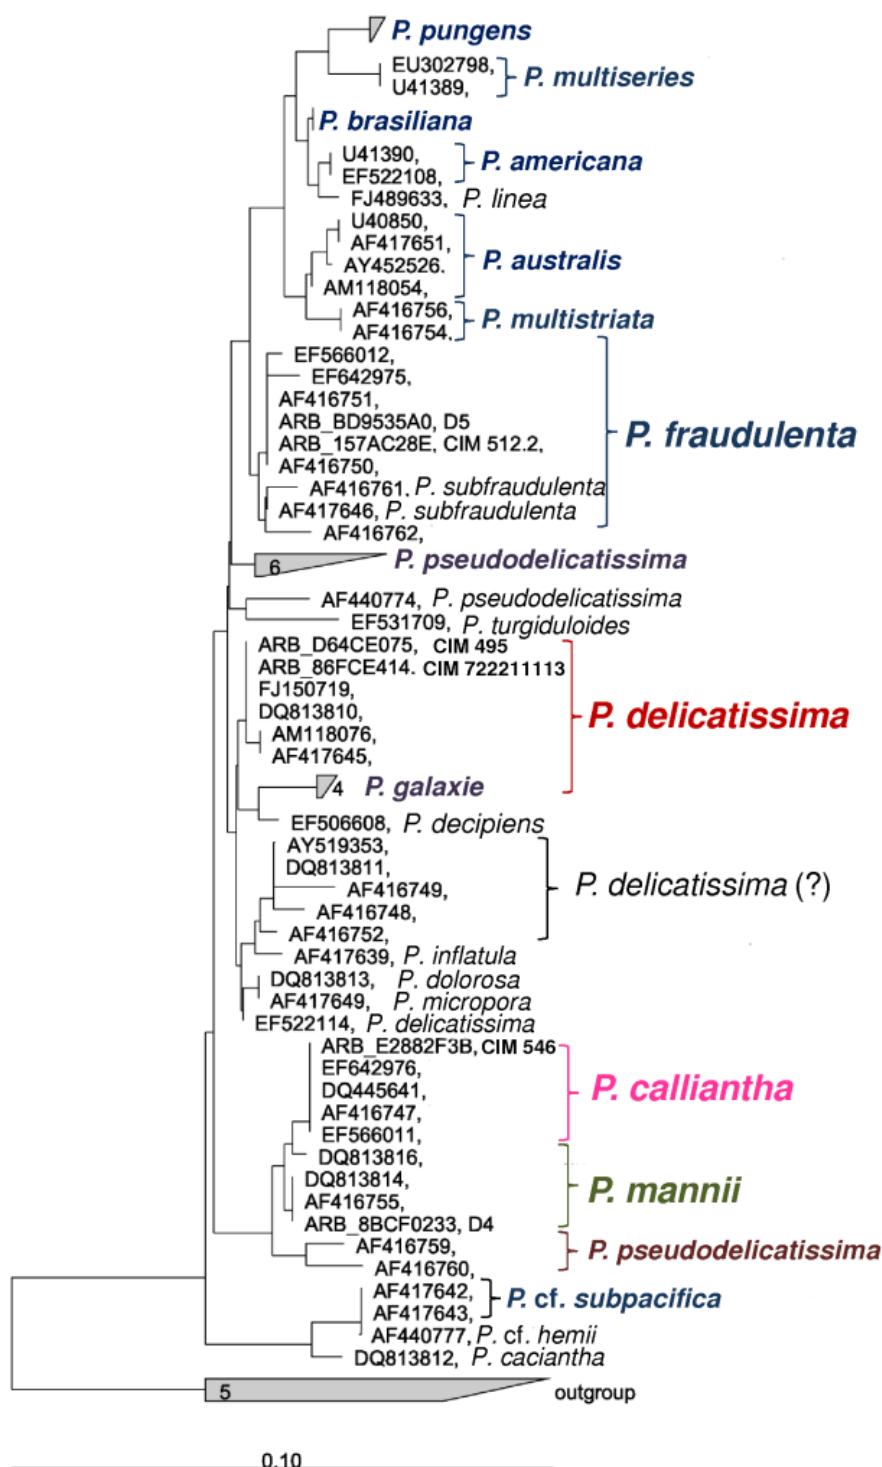 P. pungens
EU302798,
U41389,
P. multiseries
P. brasiliana
U41390,
EF522108,
P. americana
FJ489633, P. linea
U40850,
AF417651,
AY452526.
AM118054,
P. australis
AF416756,
AF416754,
P. multistriata
EF566012,
EF642975,
AF416751,
ARB_BD9535A0, D5
ARB_157AC28E, CIM 512.2,
AF416750,
AF416761, P. subfraudulenta
AF416746, P. subfraudulenta
AF416762,
P. fraudulenta
6
P. pseudodelicatissima
AF440774, P. pseudodelicatissima
EF531709, P. turgiduloides
ARB_D64CE075, CIM 495
ARB_86FCE414. CIM 722211113
FJ150719,
DQ813810,
AM118076,
AF417645,
P. delicatissima
4 P. galaxie
EF506608, P. decipiens
AY519353,
DQ813811,
AF416749,
AF416748,
AF416752,
P. delicatissima (?)
AF417639, P. inflatula
DQ813813, P. dolorosa
AF417649, P. micropora
EF522114, P. delicatissima
ARB_E2882F3B, CIM 546
EF642976,
DQ445641,
AF416747,
EF566011,
P. calliantha
DQ813816,
DQ813814,
AF416755,
ARB_8BCF0233, D4
P. mannii
AF416759,
AF416760,
P. pseudodelicatissima
AF417642,
AF417643,
P. cf. subpacifica
AF440777, P. cf. hemii
DQ813812, P. caciantha
5
outgroup
0.10